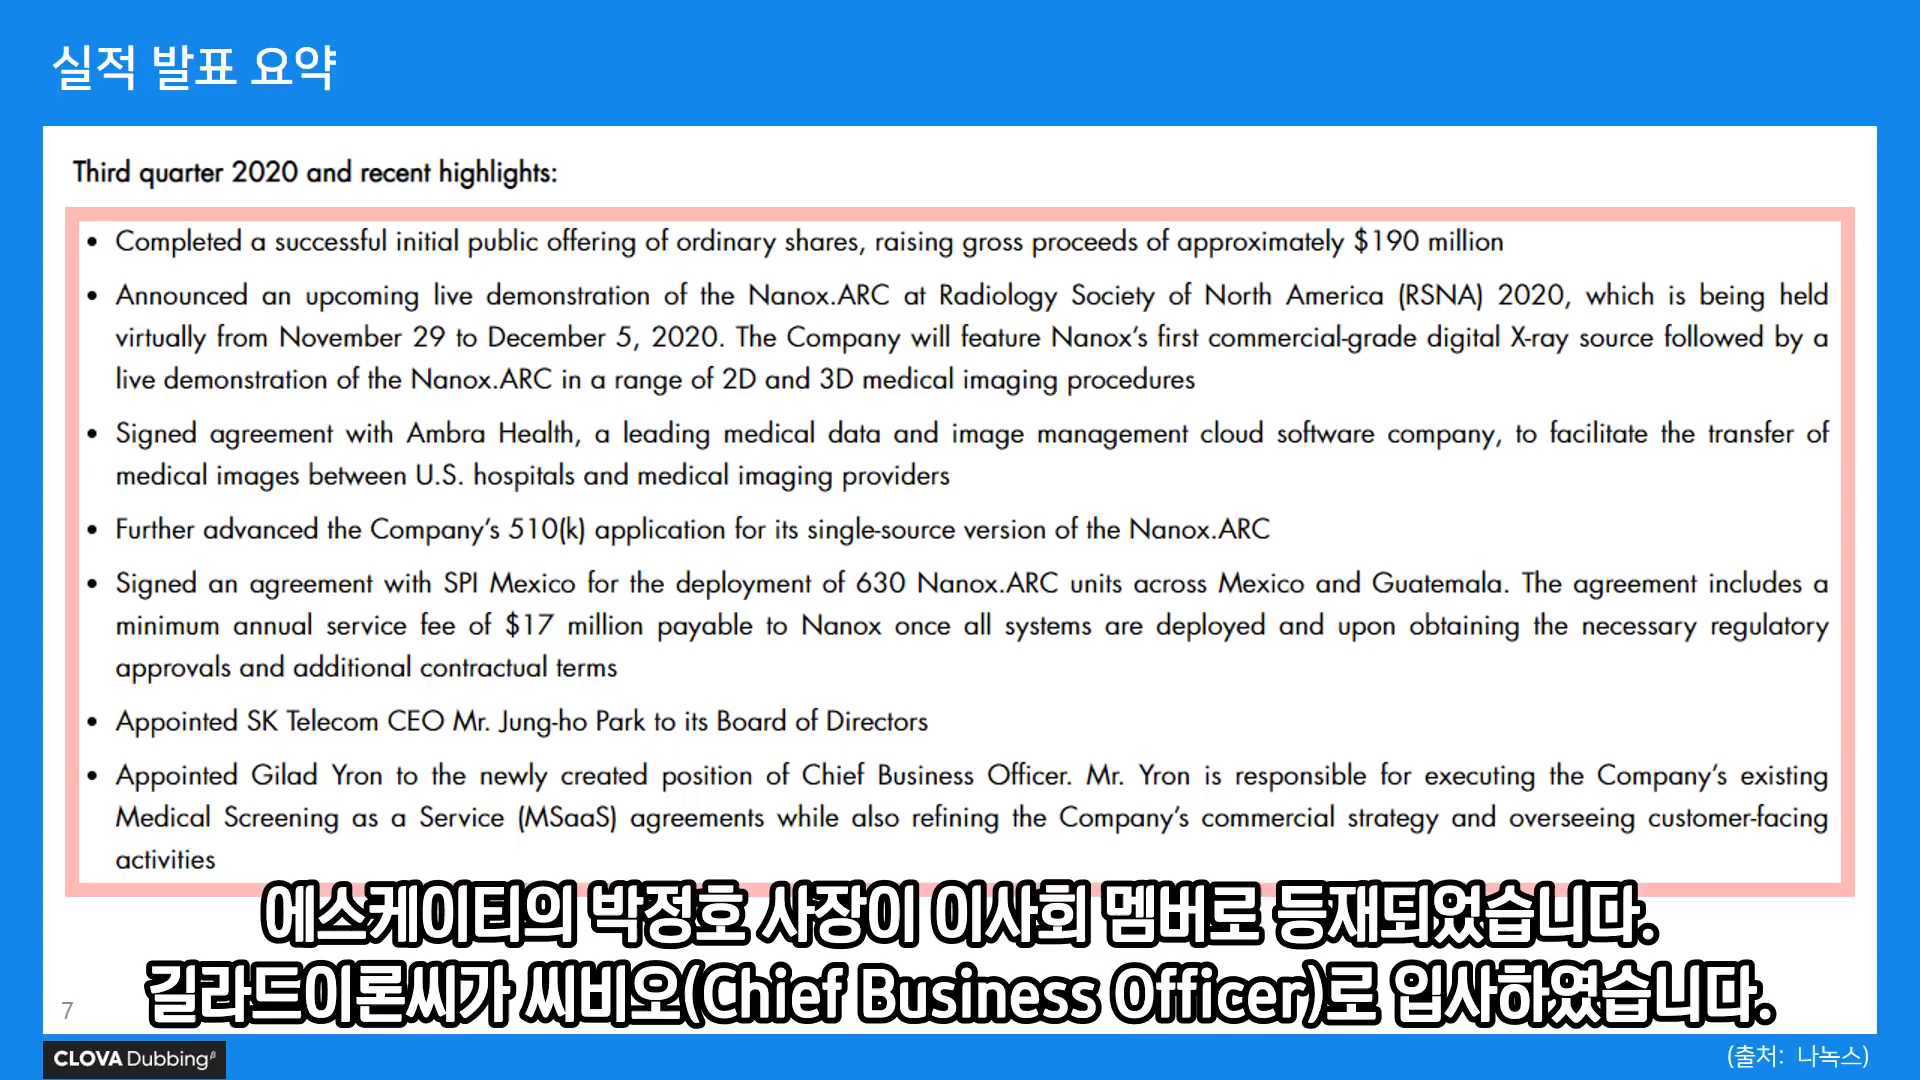 실적 발표 요약
Third quarter 2020 and recent highlights:
• Completed a successful initial public offering of ordinary shares, raising gross proceeds of approximately $190 million
• Announced an upcoming live demonstration of the Nanox.ARC at Radiology Society of North America (RSNA) 2020, which is being held
virtually from November 29 to December 5, 2020. The Company will feature Nanox's first commercial-grade digital X-ray source followed by a
live demonstration of the Nanox.ARC in a range of 2D and 3D medical imaging procedures
• Signed agreement with Ambra Health, a leading medical data and image management cloud software company, to facilitate the transfer of
medical images between U.S. hospitals and medical imaging providers
• Further advanced the Company's 510(k) application for its single-source version of the Nanox.ARC
• Signed an agreement with SPI Mexico for the deployment of 630 Nanox.ARC units across Mexico and Guatemala. The agreement includes a
minimum annual service fee of $17 million payable to Nanox once all systems are deployed and upon obtaining the necessary regulatory
approvals and additional contractual terms
• Appointed SK Telecom CEO Mr. Jung-ho Park to its Board of Directors
• Appointed Gilad Yron to the newly created position of Chief Business Officer. Mr. Yron is responsible for executing the Company's existing
Medical Screening as a Service (MSaaS) agreements while also refining the Company's commercial strategy and overseeing customer-facing
activities
에스케이티의 박정호 사장이 이사회 멤버로 등재되었습니다.
길라드이론씨가 씨비오(Chief Business Officer)로 입사하였습니다.
7
CLOVA Dubbingᵝ
(출처: 나녹스)